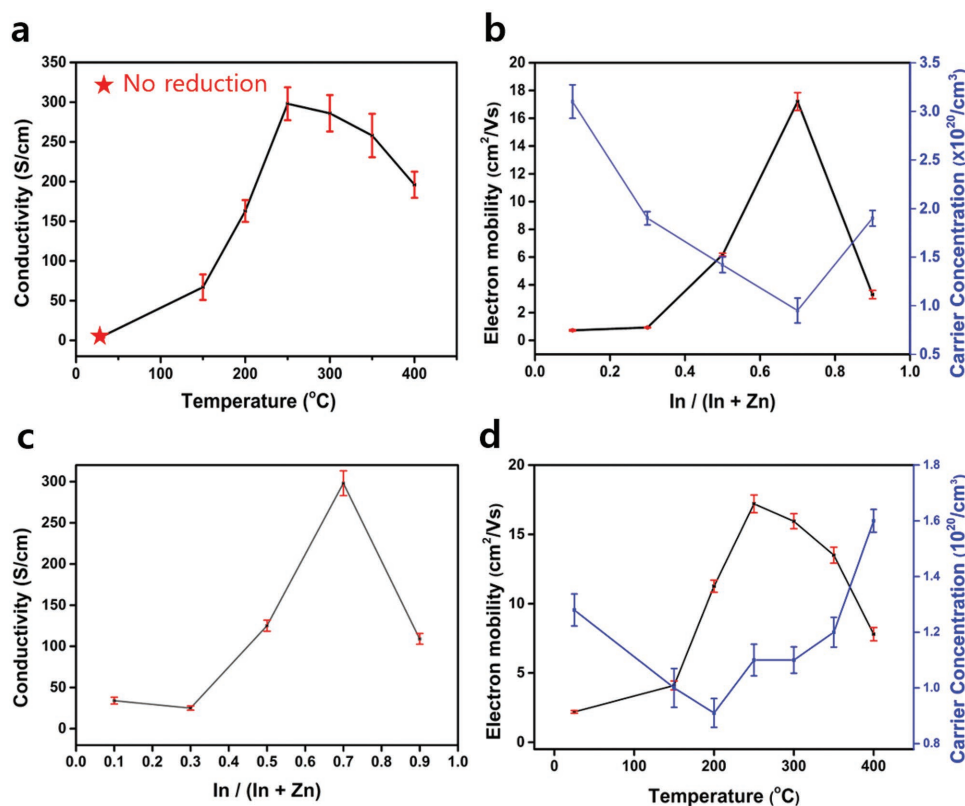 a
★ No reduction
Conductivity (S/cm)
350
300
250
200
150
100
50
0
0 100 200 300 400
Temperature (°C)
b
Electron mobility (cm²/Vs)
20
18
16
14
12
10
8
6
4
2
0
0.0 0.2 0.4 0.6 0.8 1.0
In / (In + Zn)
3.5
3.0
2.5
2.0
1.5
1.0
0.5
Carrier Concentration (x10²⁰/cm³)
c
Conductivity (S/cm)
300
250
200
150
100
50
0
0.0 0.1 0.2 0.3 0.4 0.5 0.6 0.7 0.8 0.9 1.0
In / (In + Zn)
d
Electron mobility (cm²/Vs)
20
15
10
5
0
0 100 200 300 400
Temperature (°C)
1.8
1.6
1.4
1.2
1.0
0.8
Carrier Concentration (10²⁰/cm³)